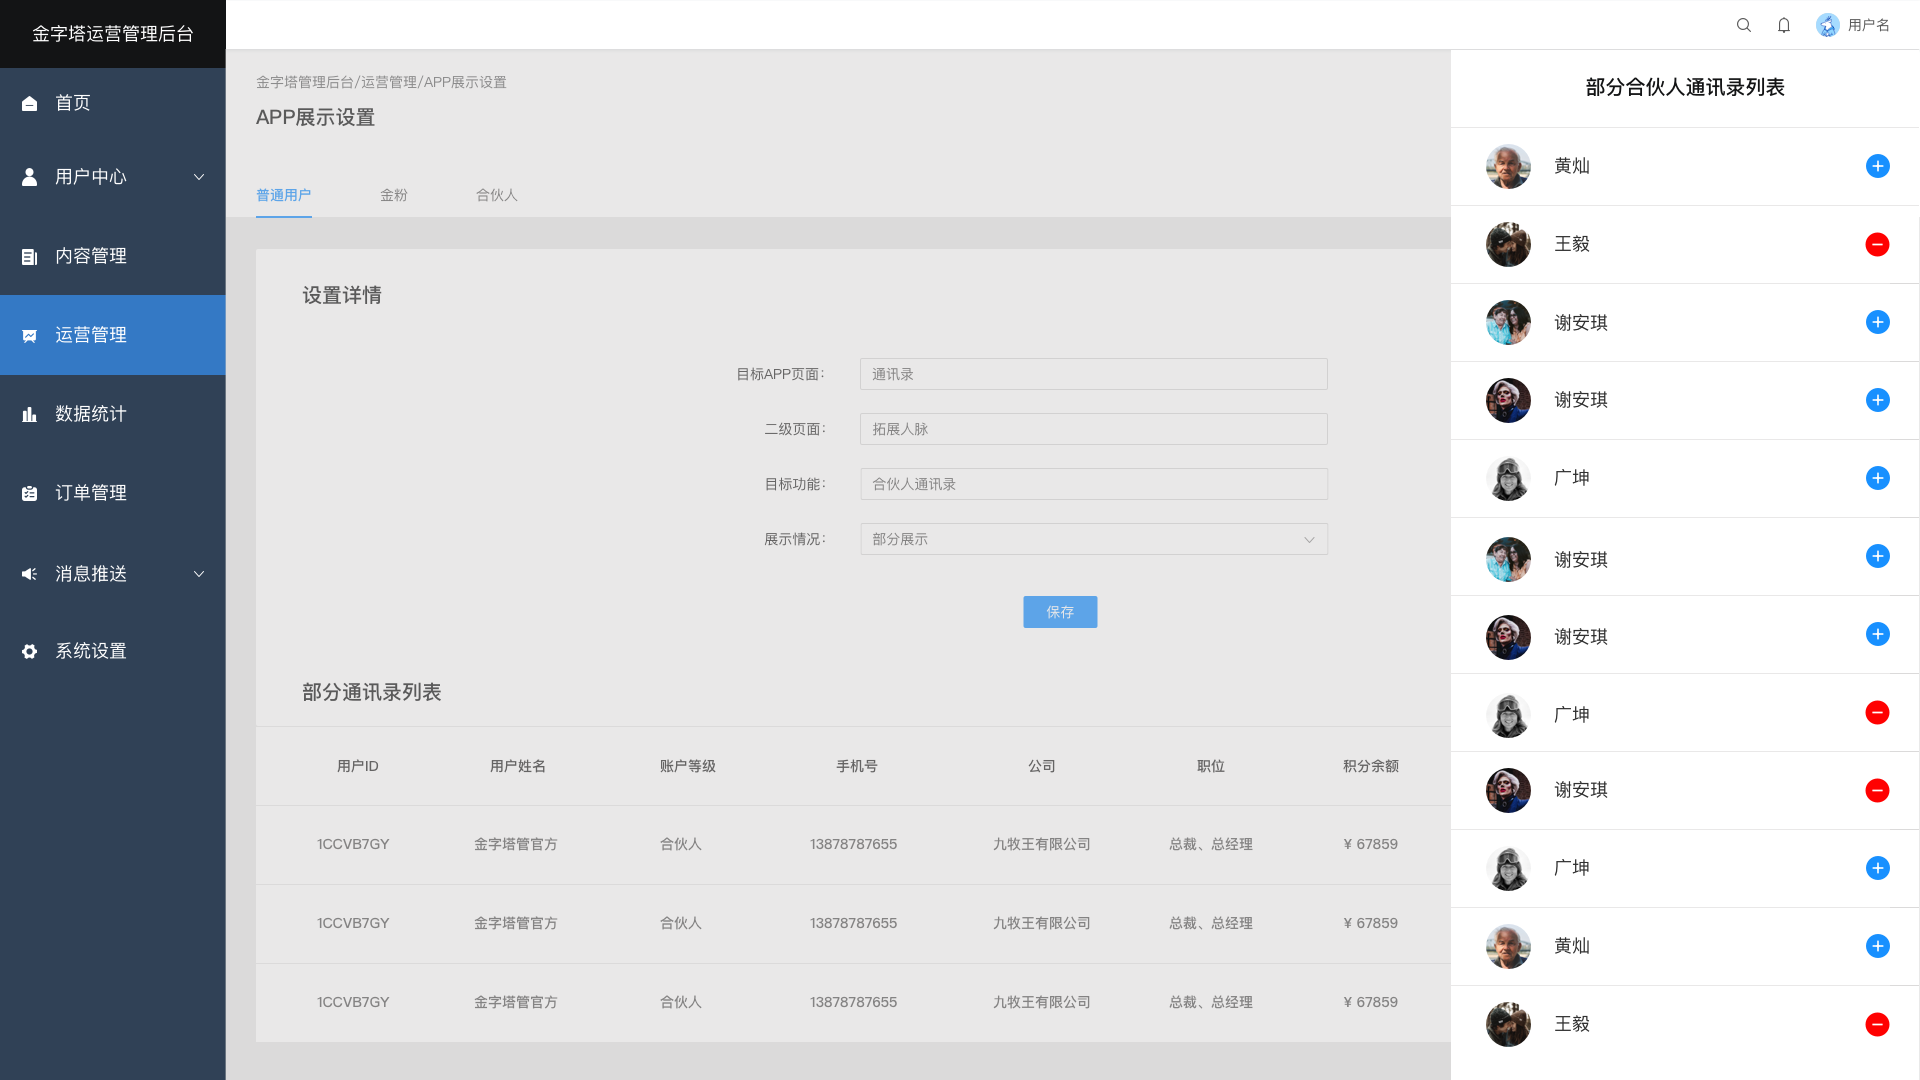 金字塔运营管理后台
用户名
首页
用户中心
内容管理
运营管理
数据统计
订单管理
消息推送
系统设置
金字塔管理后台/运营管理/APP展示设置
APP展示设置
普通用户 金粉 合伙人
设置详情
目标APP页面： 通讯录
二级页面： 拓展人脉
目标功能： 合伙人通讯录
展示情况： 部分展示
保存
部分通讯录列表
用户ID 用户姓名 账户等级 手机号 公司 职位 积分余额
1CCVB7GY 金字塔管官方 合伙人 13878787655 九牧王有限公司 总裁、总经理 ¥ 67859
1CCVB7GY 金字塔管官方 合伙人 13878787655 九牧王有限公司 总裁、总经理 ¥ 67859
1CCVB7GY 金字塔管官方 合伙人 13878787655 九牧王有限公司 总裁、总经理 ¥ 67859
部分合伙人通讯录列表
黄灿
王毅
谢安琪
谢安琪
广坤
谢安琪
谢安琪
广坤
谢安琪
广坤
黄灿
王毅